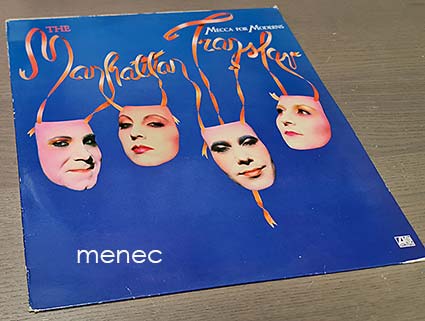 THE
MECCA FOR MODERNS
Manhattan Transfer
menec